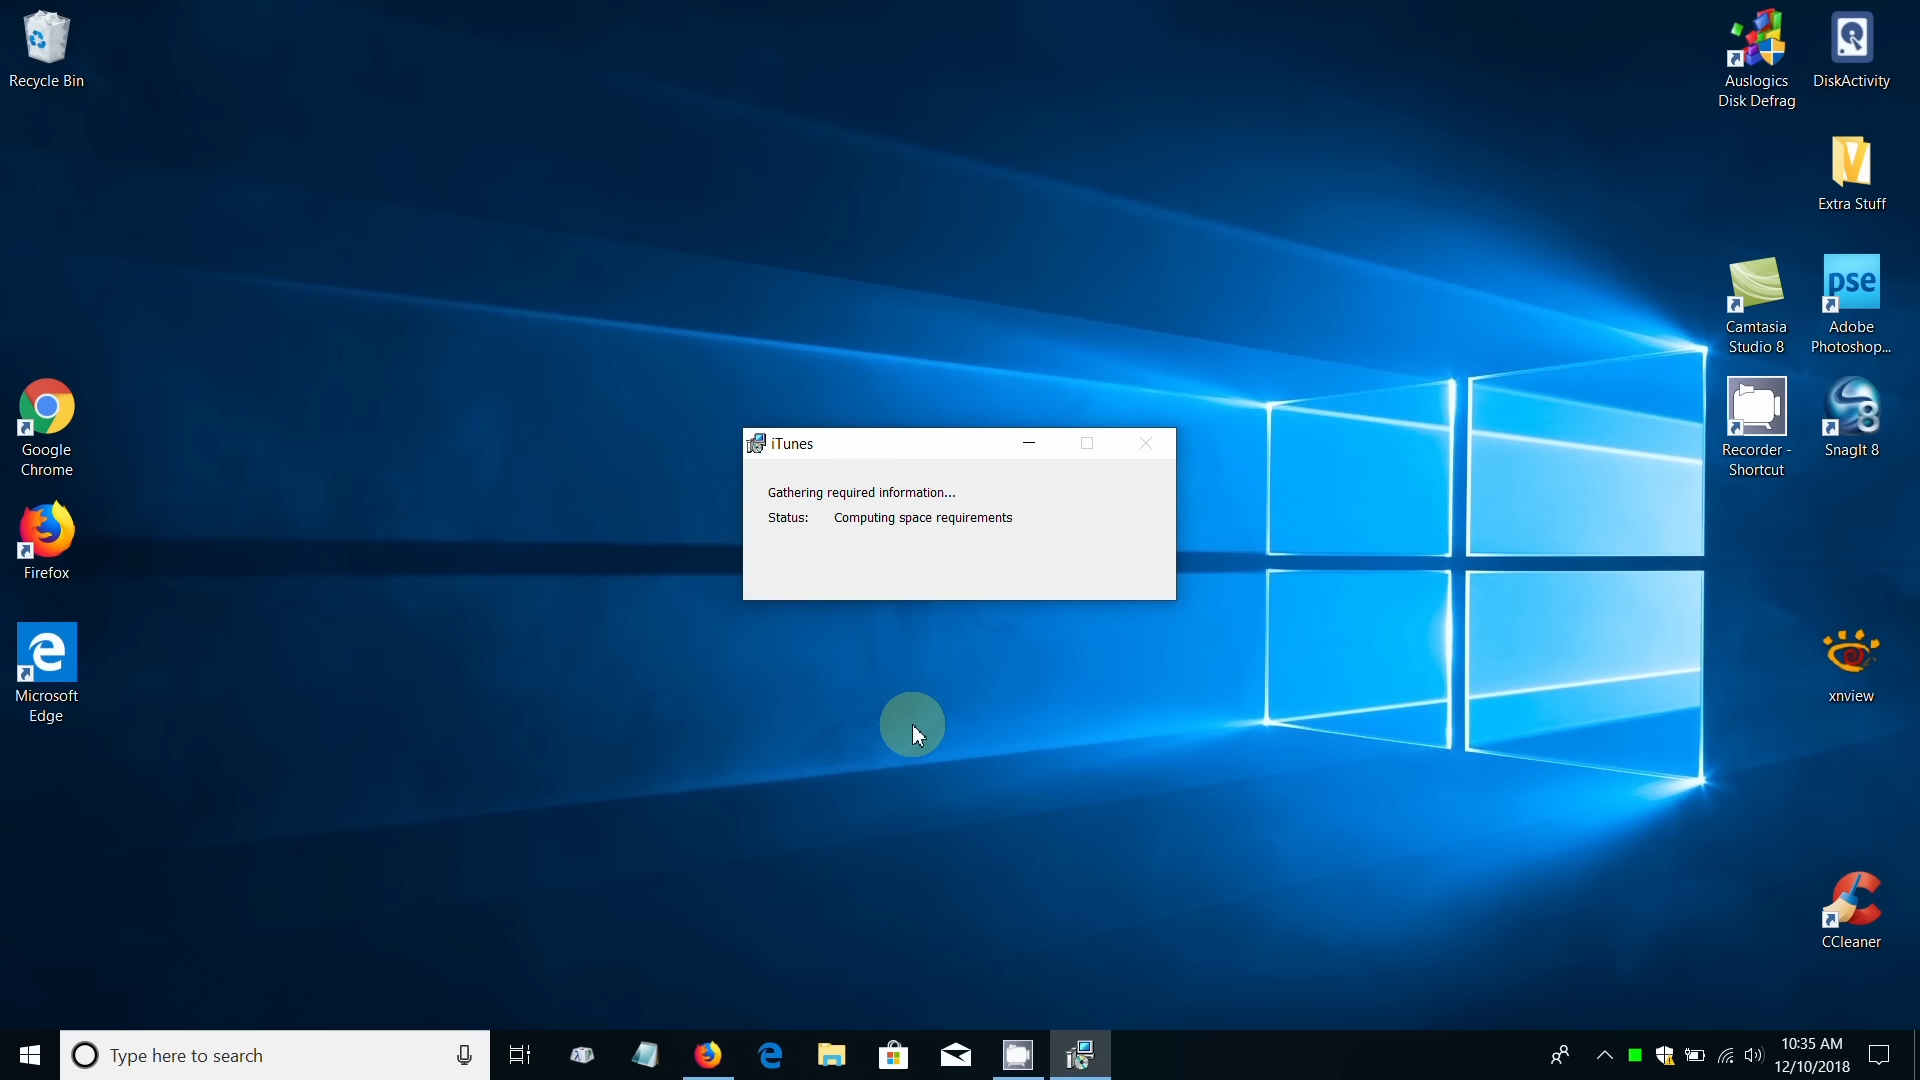 Recycle Bin
Auslogics
Disk Defrag
DiskActivity
Extra Stuff
Camtasia
Studio 8
pse
Adobe
Photoshop...
Google
Chrome
Recorder -
Shortcut
8
SnagIt 8
iTunes
Gathering required information...
Status: Computing space requirements
Firefox
Microsoft
Edge
xnview
CCleaner
Type here to search
10:35 AM
12/10/2018